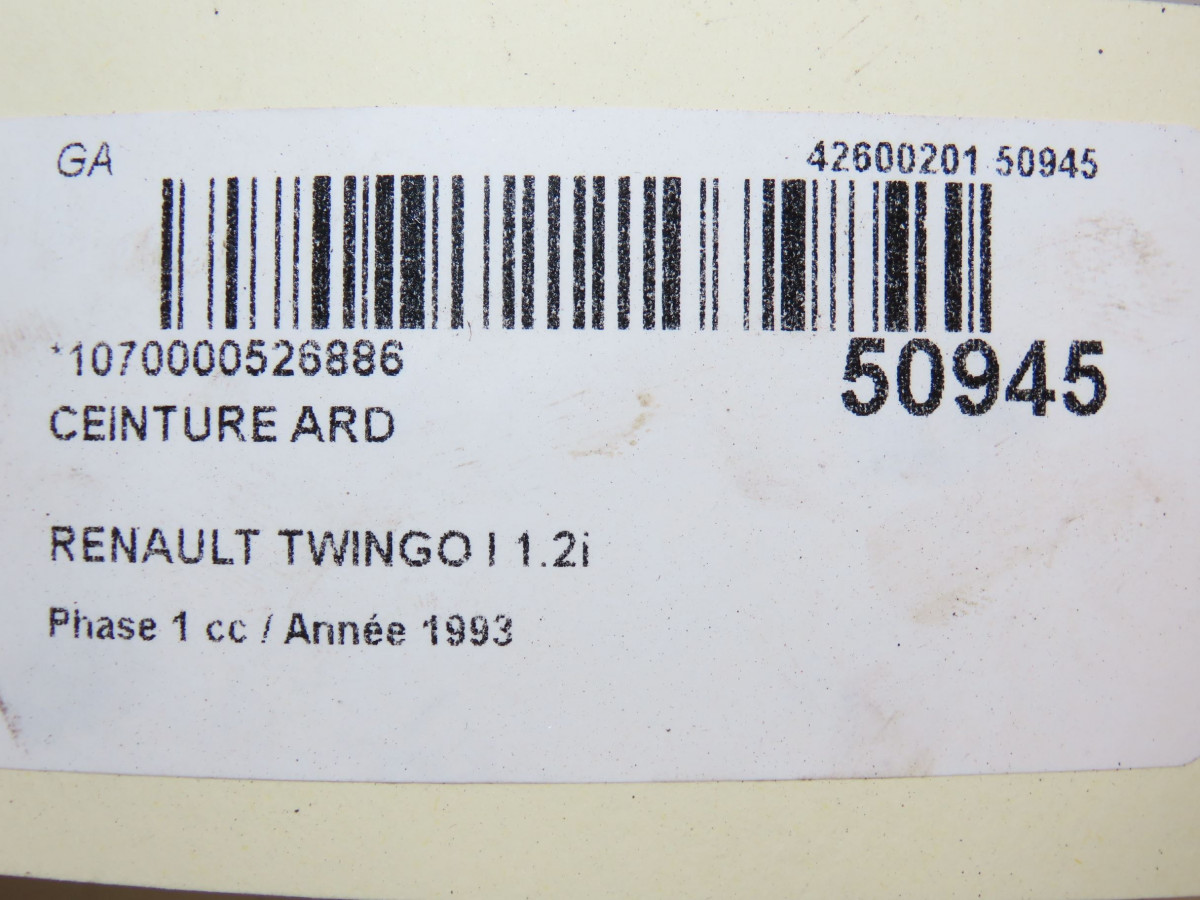 GA 42600201 50945
*1070000526886 50945
CEINTURE ARD
RENAULT TWINGO I 1.2i
Phase 1 cc / Année 1993